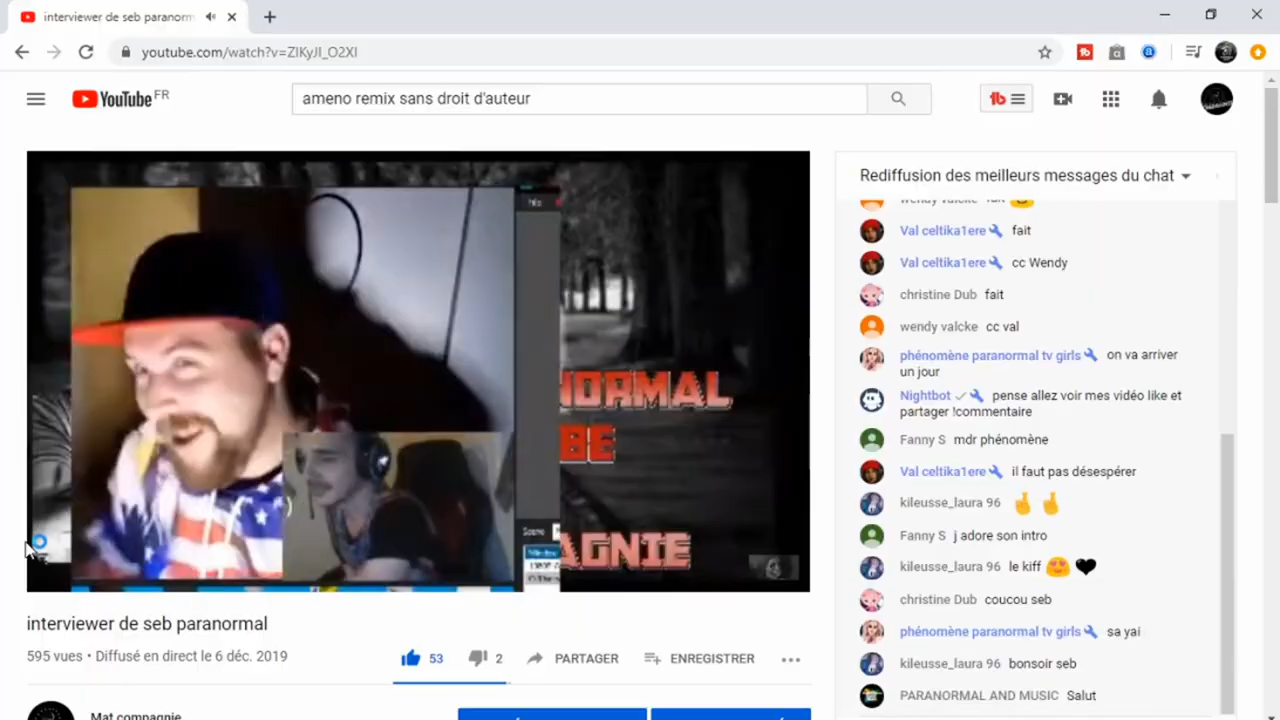 interviewer de seb paranorm
youtube.com/watch?v=ZlKyJI_O2XI
YouTube FR
ameno remix sans droit d'auteur
tb
NORMAL
BE
AGNIE
Scene
interviewer de seb paranormal
595 vues • Diffusé en direct le 6 déc. 2019
53
2
PARTAGER
ENREGISTRER
Mat compagnie
Rediffusion des meilleurs messages du chat
wendy valcke
Val celtika1ere fait
Val celtika1ere cc Wendy
christine Dub fait
wendy valcke cc val
phénomène paranormal tv girls on va arriver
un jour
Nightbot pense allez voir mes vidéo like et
partager !commentaire
Fanny S mdr phénomène
Val celtika1ere il faut pas désespérer
kileusse_laura 96
Fanny S j adore son intro
kileusse_laura 96 le kiff
christine Dub coucou seb
phénomène paranormal tv girls sa yai
kileusse_laura 96 bonsoir seb
PARANORMAL AND MUSIC Salut